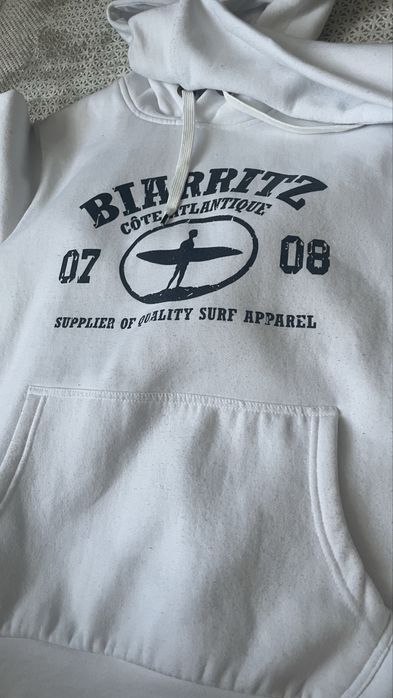 BIARRITZ
CÔTE ATLANTIQUE
07 08
SUPPLIER OF QUALITY SURF APPAREL